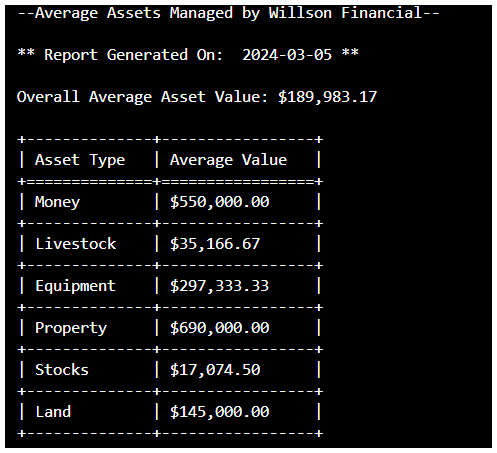 --Average Assets Managed by Willson Financial--
** Report Generated On:  2024-03-05 **
Overall Average Asset Value: $189,983.17
+--------------+-----------------+
| Asset Type   | Average Value   |
+==============+=================+
| Money        | $550,000.00     |
+--------------+-----------------+
| Livestock    | $35,166.67      |
+--------------+-----------------+
| Equipment    | $297,333.33     |
+--------------+-----------------+
| Property     | $690,000.00     |
+--------------+-----------------+
| Stocks       | $17,074.50      |
+--------------+-----------------+
| Land         | $145,000.00     |
+--------------+-----------------+